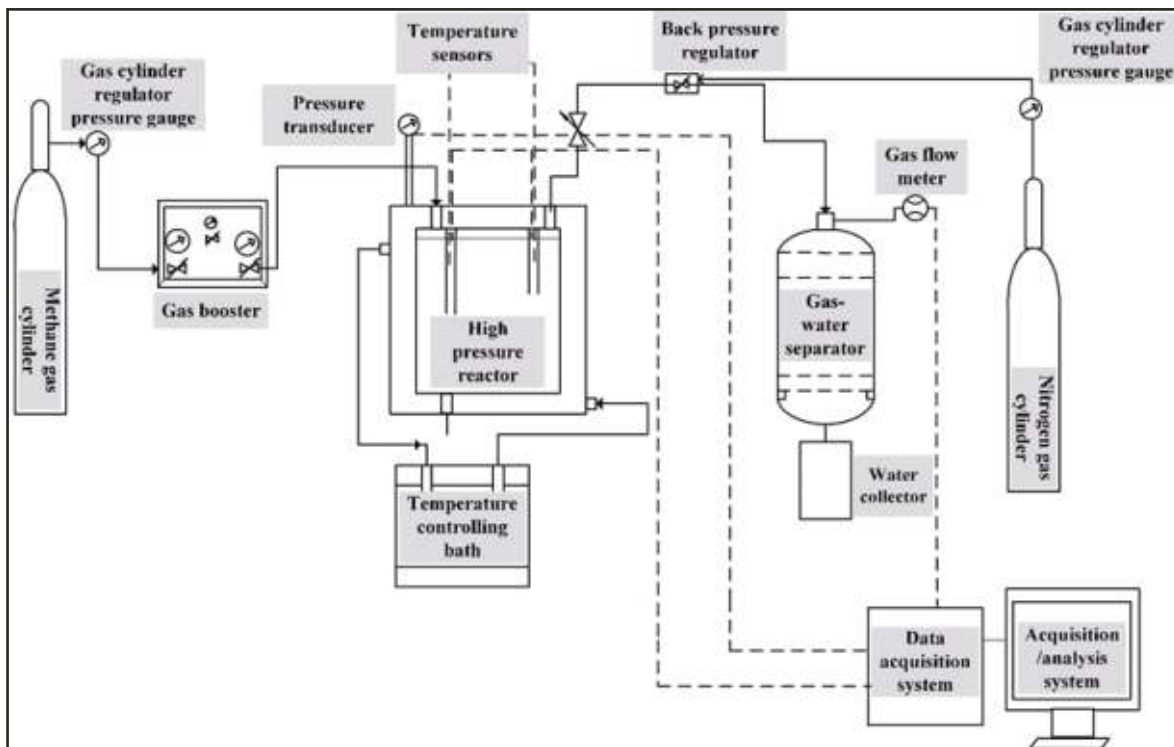 Gas cylinder
regulator
pressure gauge
Temperature
sensors
Back pressure
regulator
Gas cylinder
regulator
pressure gauge
Pressure
transducer
Gas flow
meter
Methane gas
cylinder
Gas booster
High
pressure
reactor
Gas-
water
separator
Nitrogen gas
cylinder
Temperature
controlling
bath
Water
collector
Data
acquisition
system
Acquisition
/analysis
system